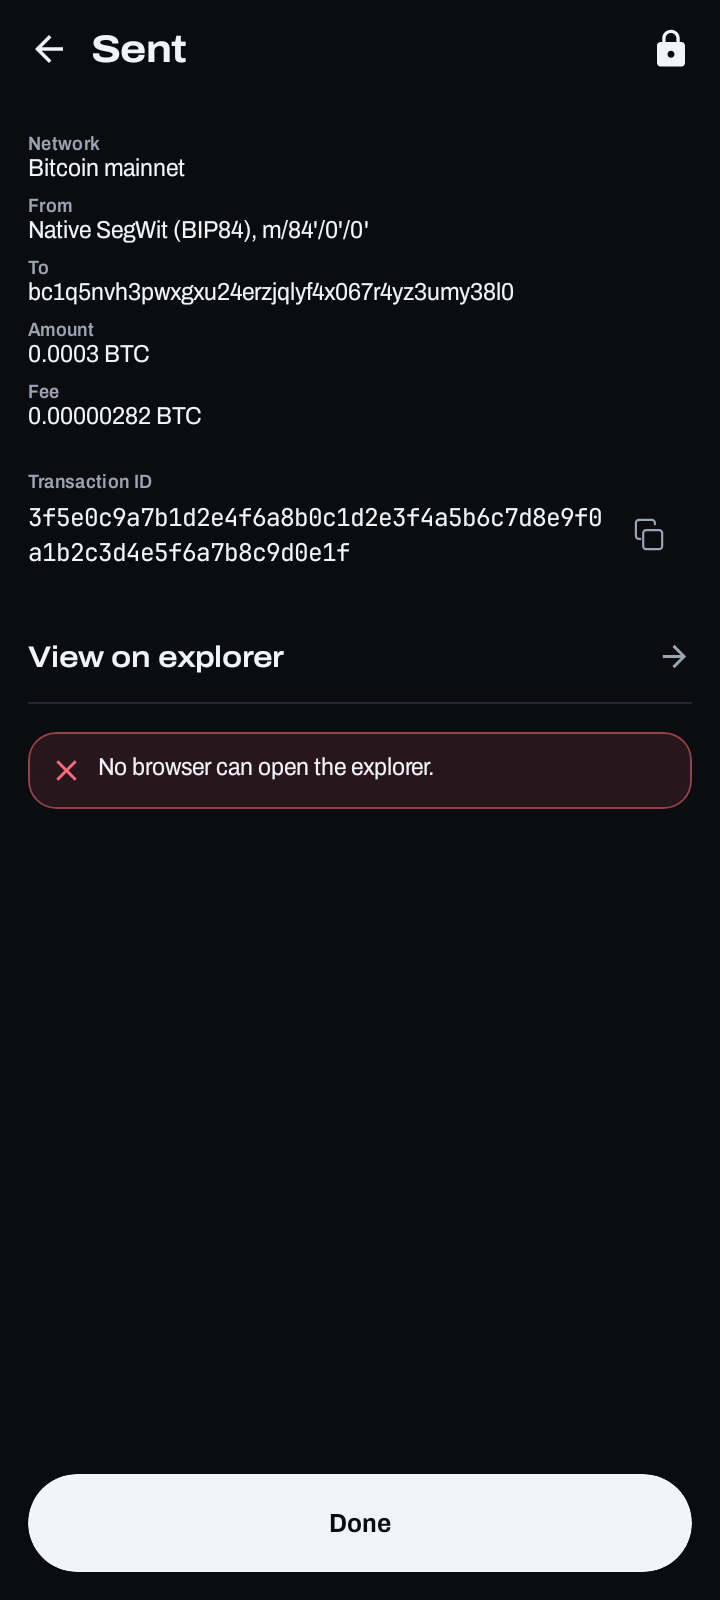 Sent
Network
Bitcoin mainnet
From
Native SegWit (BIP84), m/84'/0'/0'
To
bc1q5nvh3pwxgxu24erzjqlyf4x067r4yz3umy38l0
Amount
0.0003 BTC
Fee
0.00000282 BTC
Transaction ID
3f5e0c9a7b1d2e4f6a8b0c1d2e3f4a5b6c7d8e9f0
a1b2c3d4e5f6a7b8c9d0e1f
View on explorer
No browser can open the explorer.
Done